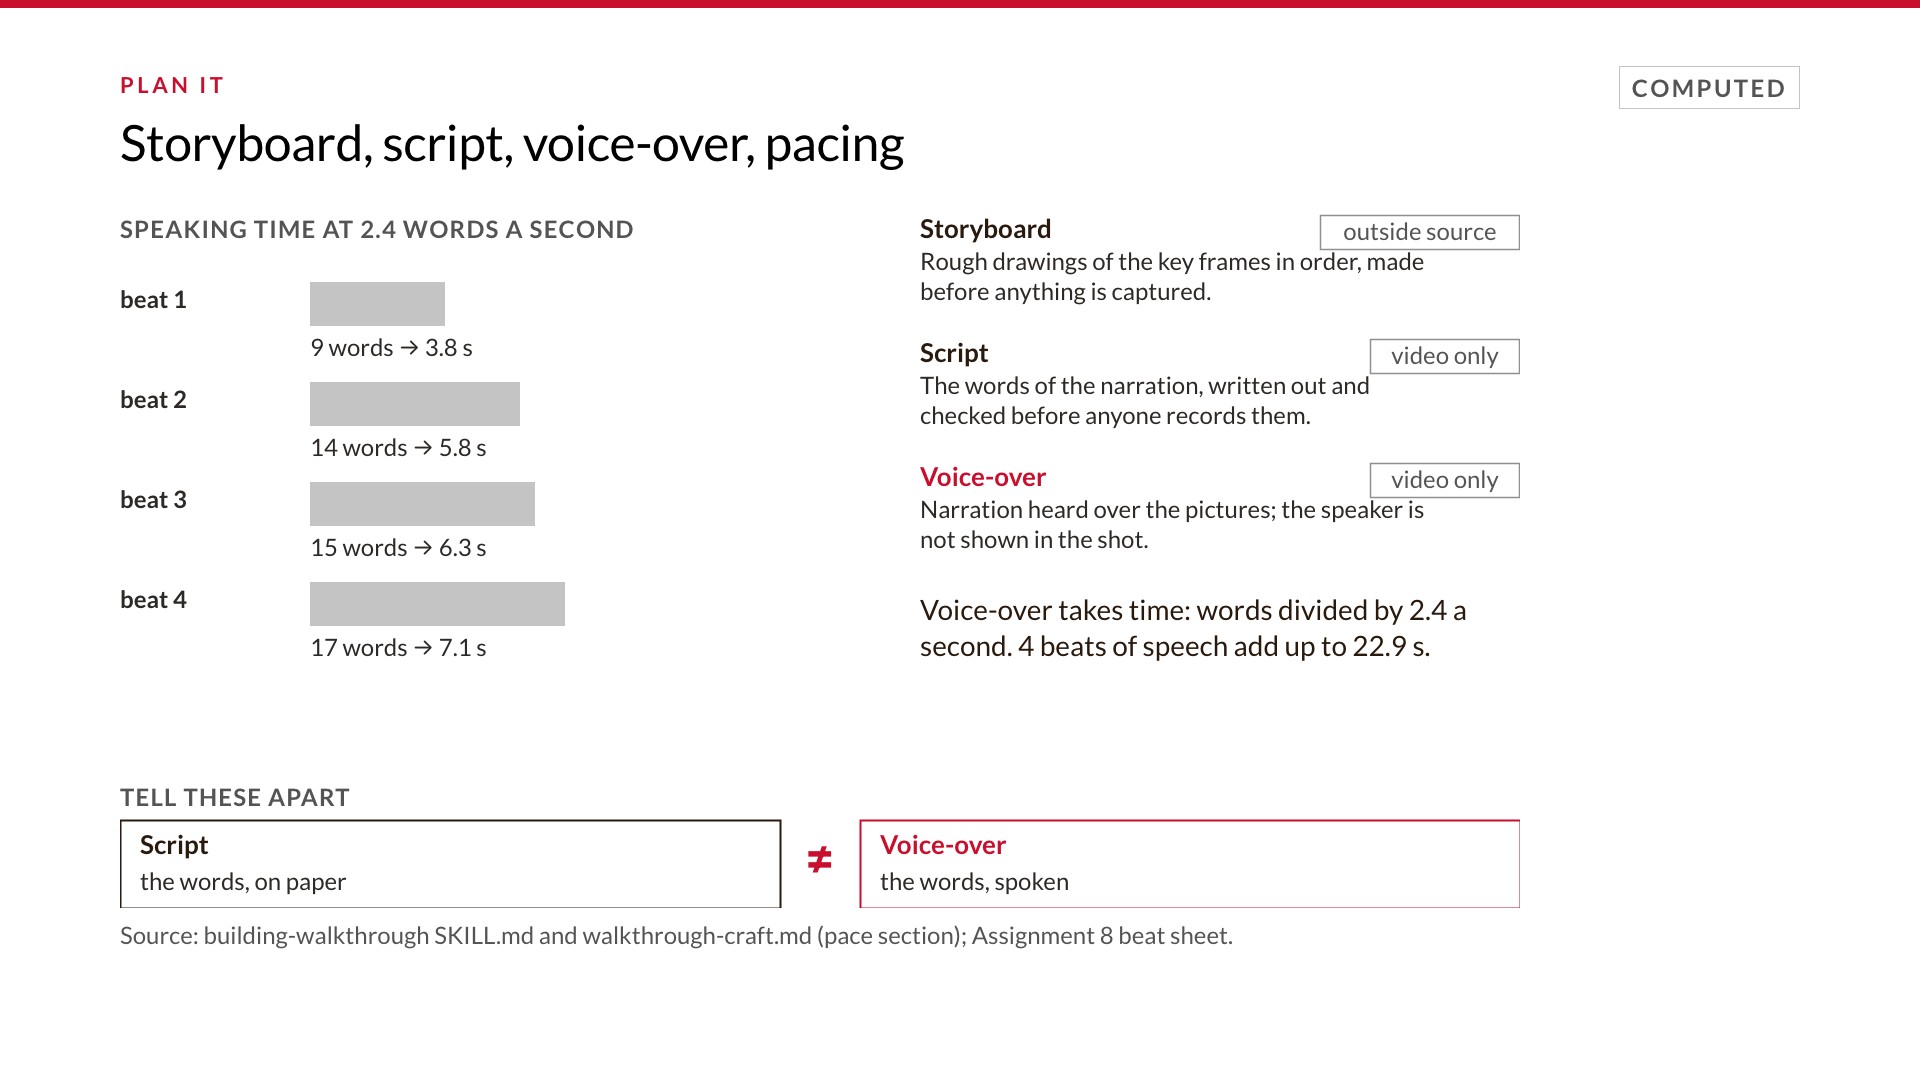 PLAN IT
COMPUTED
Storyboard, script, voice-over, pacing
SPEAKING TIME AT 2.4 WORDS A SECOND
beat 1
9 words → 3.8 s
beat 2
14 words → 5.8 s
beat 3
15 words → 6.3 s
beat 4
17 words → 7.1 s
Storyboard
outside source
Rough drawings of the key frames in order, made
before anything is captured.
Script
video only
The words of the narration, written out and
checked before anyone records them.
Voice-over
video only
Narration heard over the pictures; the speaker is
not shown in the shot.
Voice-over takes time: words divided by 2.4 a
second. 4 beats of speech add up to 22.9 s.
TELL THESE APART
Script
the words, on paper
≠
Voice-over
the words, spoken
Source: building-walkthrough SKILL.md and walkthrough-craft.md (pace section); Assignment 8 beat sheet.